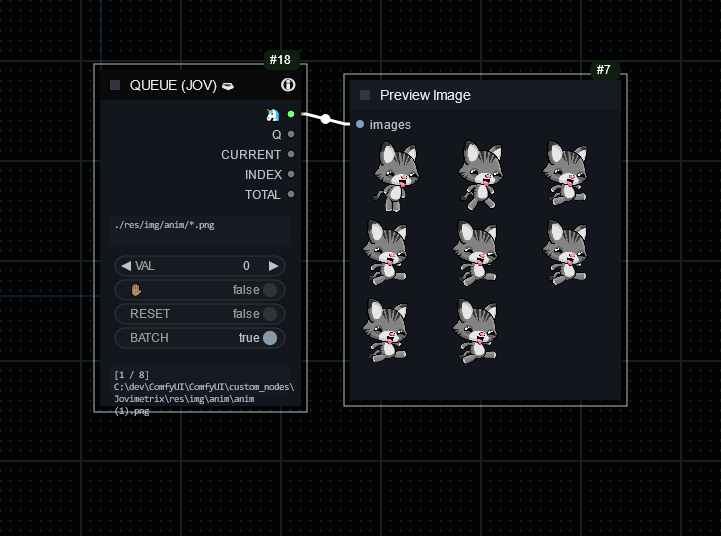 #18
QUEUE (JOV)
Q
CURRENT
INDEX
TOTAL
./res/img/anim/*.png
VAL 0
false
RESET false
BATCH true
[1 / 8]
C:\dev\ComfyUI\ComfyUI\custom_nodes\
Jovimetrix\res\img\anim\anim
(1).png
#7
Preview Image
images